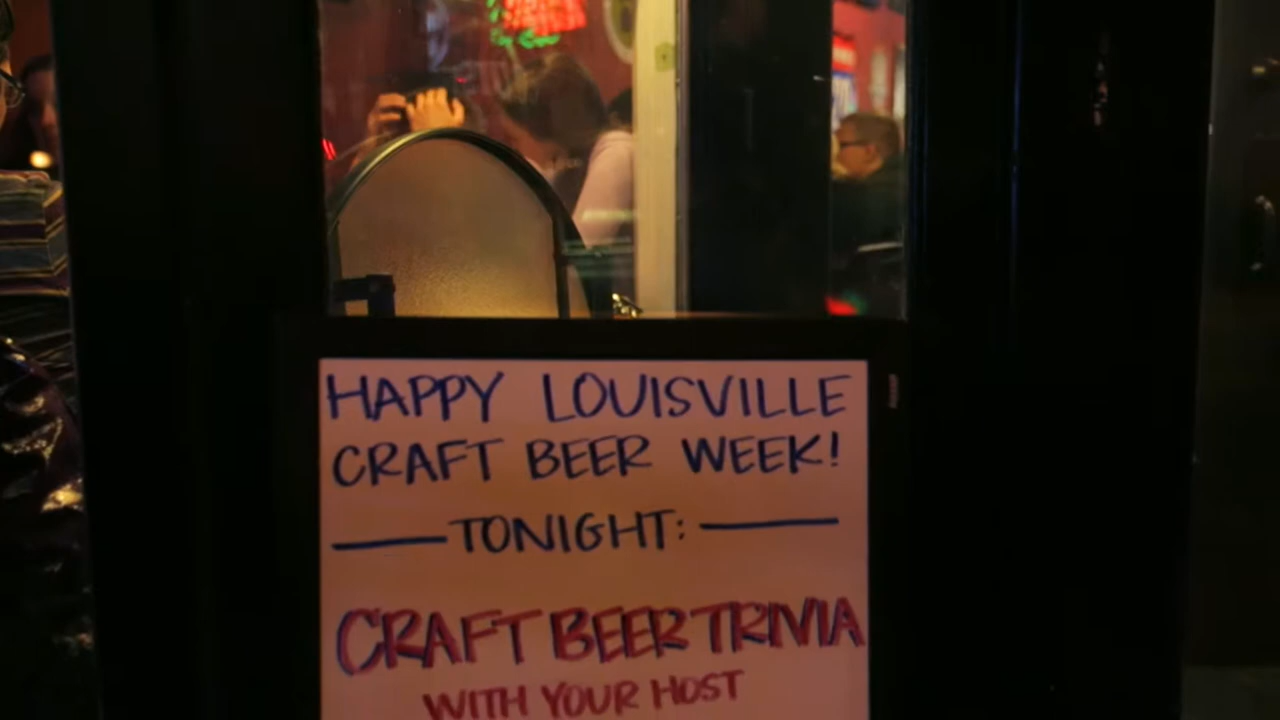 HAPPY LOUISVILLE
CRAFT BEER WEEK!
TONIGHT:
CRAFT BEER TRIVIA
WITH YOUR HOST